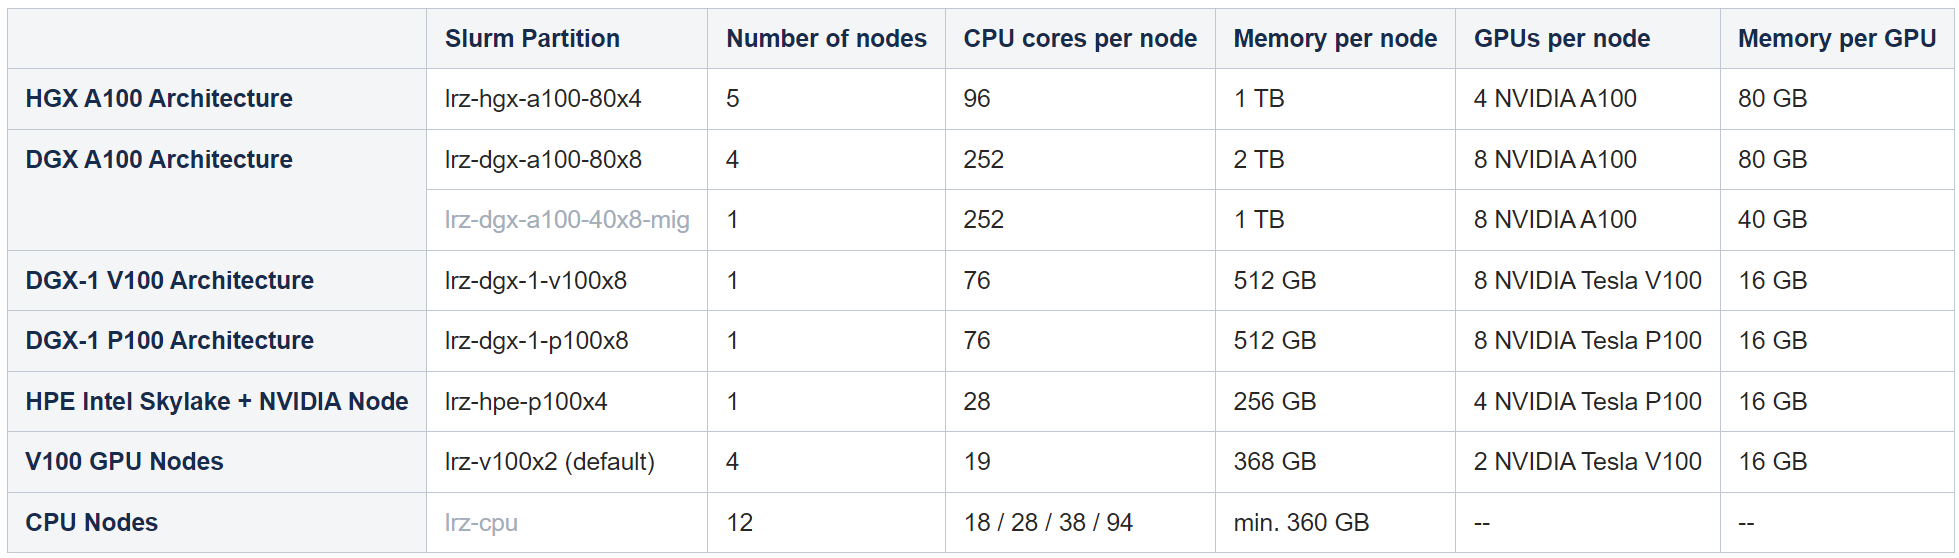 Slurm Partition Number of nodes CPU cores per node Memory per node GPUs per node Memory per GPU
HGX A100 Architecture lrz-hgx-a100-80x4 5 96 1 TB 4 NVIDIA A100 80 GB
DGX A100 Architecture lrz-dgx-a100-80x8 4 252 2 TB 8 NVIDIA A100 80 GB
lrz-dgx-a100-40x8-mig 1 252 1 TB 8 NVIDIA A100 40 GB
DGX-1 V100 Architecture lrz-dgx-1-v100x8 1 76 512 GB 8 NVIDIA Tesla V100 16 GB
DGX-1 P100 Architecture lrz-dgx-1-p100x8 1 76 512 GB 8 NVIDIA Tesla P100 16 GB
HPE Intel Skylake + NVIDIA Node lrz-hpe-p100x4 1 28 256 GB 4 NVIDIA Tesla P100 16 GB
V100 GPU Nodes lrz-v100x2 (default) 4 19 368 GB 2 NVIDIA Tesla V100 16 GB
CPU Nodes lrz-cpu 12 18 / 28 / 38 / 94 min. 360 GB -- --